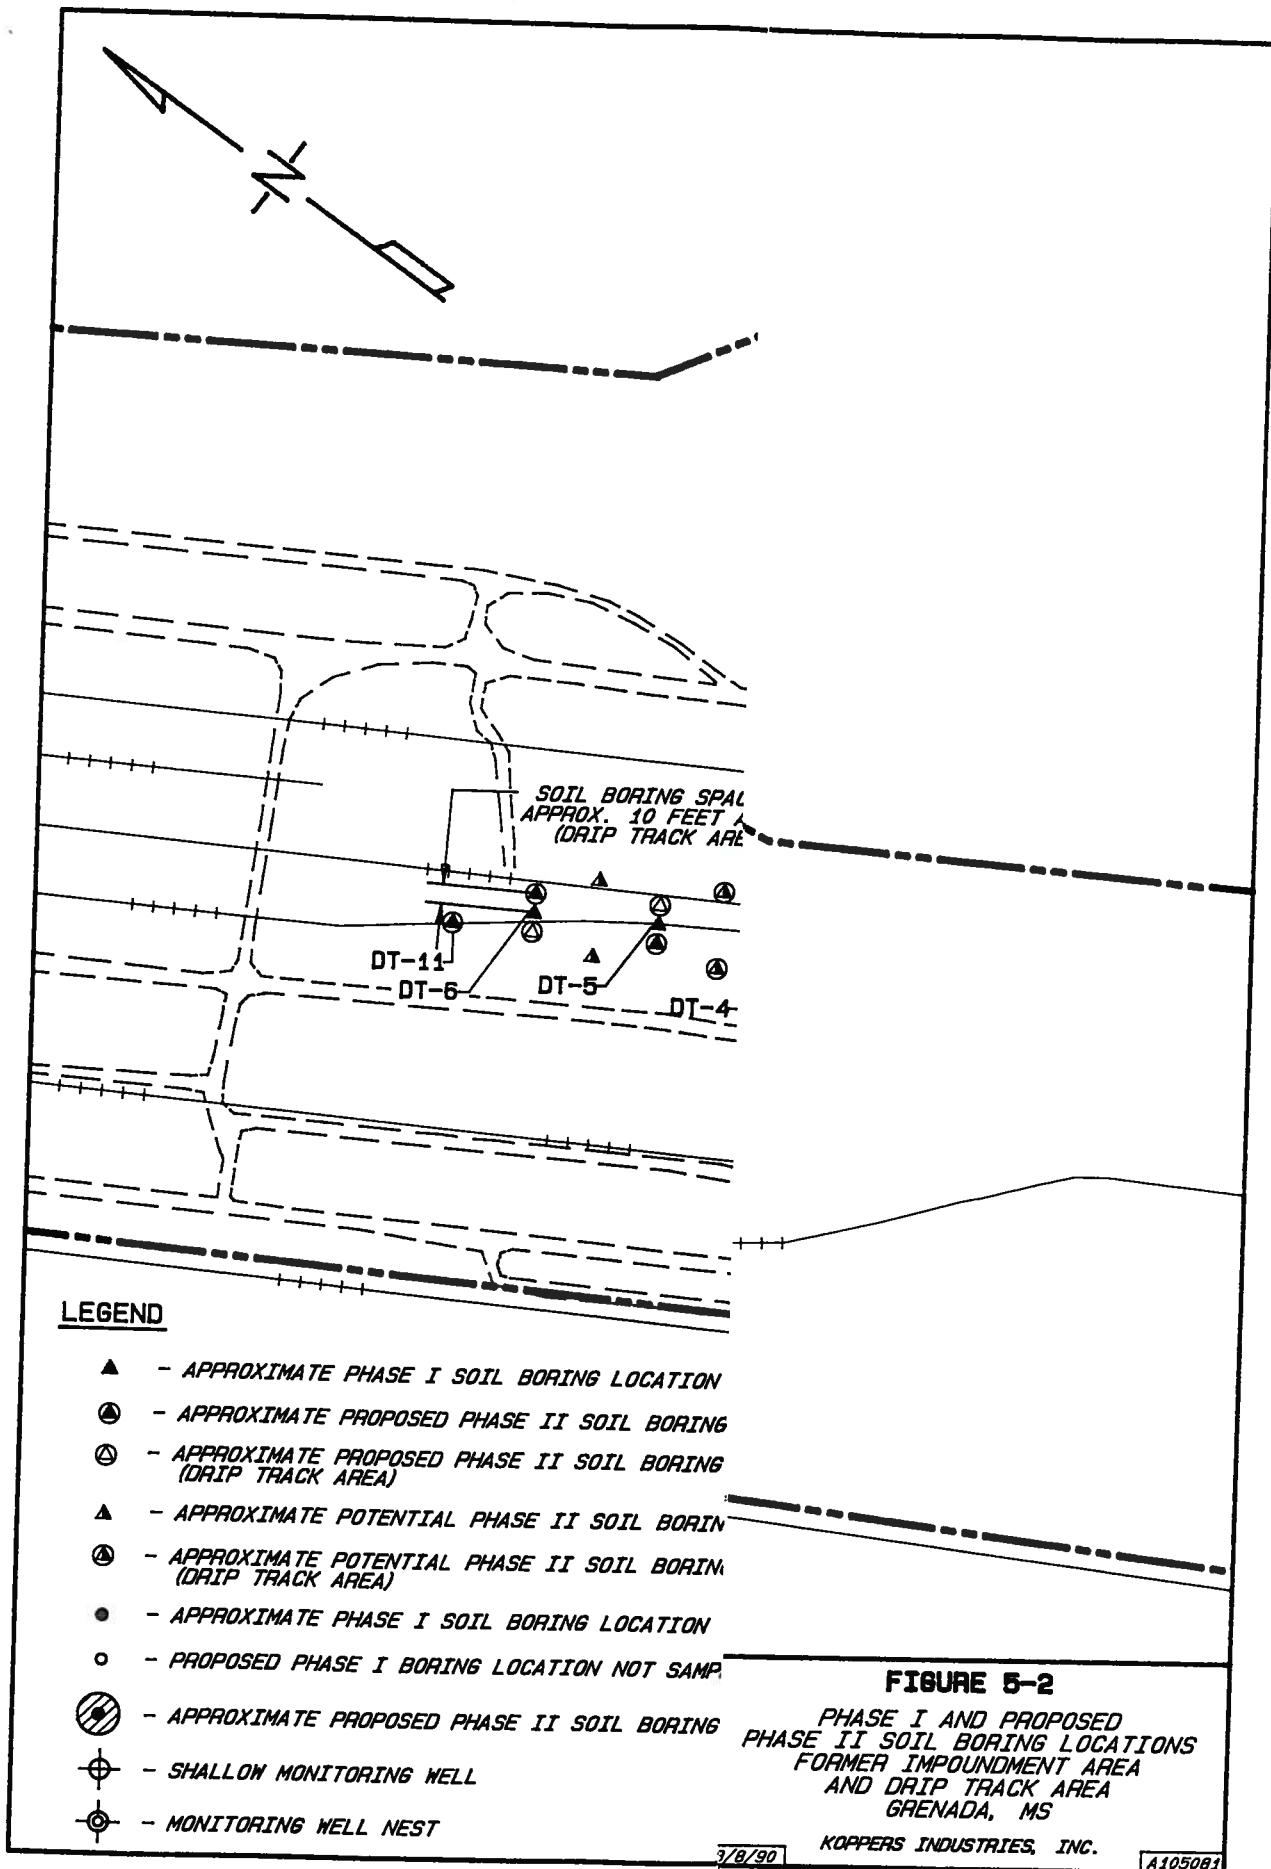 N
SOIL BORING
APPROX. 10 FEET
(DRIP TRACK
DT-11
DT-6
DT-5
DT-4
LEGEND
▲ - APPROXIMATE PHASE I SOIL BORING LOCATION
- APPROXIMATE PROPOSED PHASE II SOIL BORING
- APPROXIMATE PROPOSED PHASE II SOIL BORING
(DRIP TRACK AREA)
- APPROXIMATE POTENTIAL PHASE II SOIL
- APPROXIMATE POTENTIAL PHASE II SOIL
(DRIP TRACK AREA)
- APPROXIMATE PHASE I SOIL BORING LOCATION
- PROPOSED PHASE I BORING LOCATION NOT
- APPROXIMATE PROPOSED PHASE II SOIL BORING
- SHALLOW MONITORING WELL
- MONITORING WELL NEST
FIGURE 5-2
PHASE I AND PROPOSED
PHASE II SOIL BORING LOCATIONS
FORMER IMPOUNDMENT AREA
AND DRIP TRACK AREA
GRENADA, MS
KOPPERS INDUSTRIES, INC.
/8/90
A105081